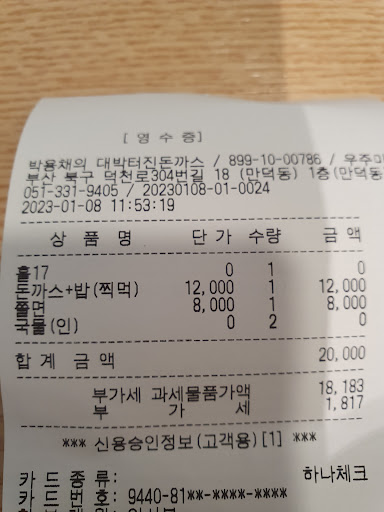 [ 영 수 증]
박용채의 대박터진돈까스 / 899-10-00786 / 우주
부산 북구 덕천로304번길 18 (만덕동) 1층(만덕동
051-331-9405 / 20230108-01-0024
2023-01-08 11:53:19
상 품 명 단 가 수량 금 액
홀17 0 1 0
돈까스+밥(찍먹) 12,000 1 12,000
쫄면 8,000 1 8,000
국물(인) 0 2 0
합 계 금 액 20,000
부가세 과세물품가액 18,183
부 가 세 1,817
*** 신용승인정보(고객용)[1] ***
카 드 종 류: 하나체크
카 드 번 호: 9440-81**-****-****